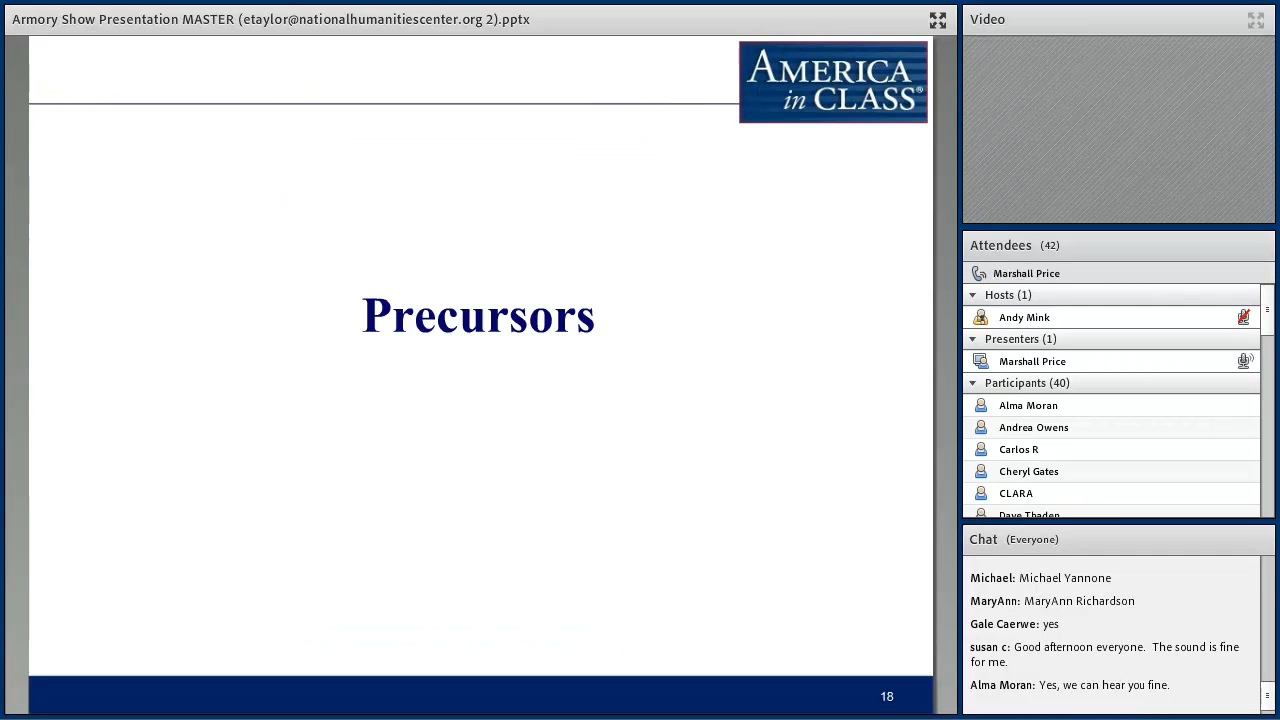 Armory Show Presentation MASTER (etaylor@nationalhumanitiescenter.org 2).pptx
AMERICA
in CLASS®
Precursors
18
Video
Attendees (42)
Marshall Price
Hosts (1)
Andy Mink
Presenters (1)
Marshall Price
Participants (40)
Alma Moran
Andrea Owens
Carlos R
Cheryl Gates
CLARA
Dave Thaden
Chat (Everyone)
Michael: Michael Yannone
MaryAnn: MaryAnn Richardson
Gale Caerwe: yes
susan c: Good afternoon everyone. The sound is fine
for me.
Alma Moran: Yes, we can hear you fine.